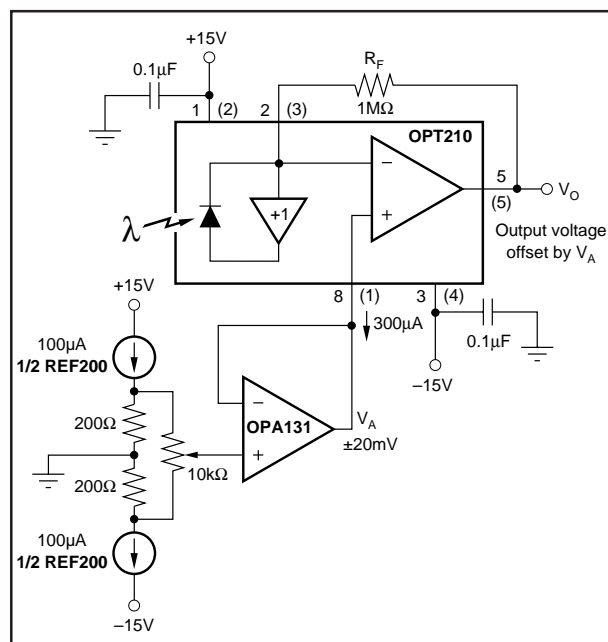 +15V
0.1µF
1
(2)
2
(3)
R_F
1MΩ
OPT210
λ
+1
–
+
5
(5)
V_O
Output voltage
offset by V_A
8
(1)
3
(4)
300µA
0.1µF
–15V
+15V
100µA
1/2 REF200
200Ω
200Ω
10kΩ
–
+
OPA131
V_A
±20mV
100µA
1/2 REF200
–15V